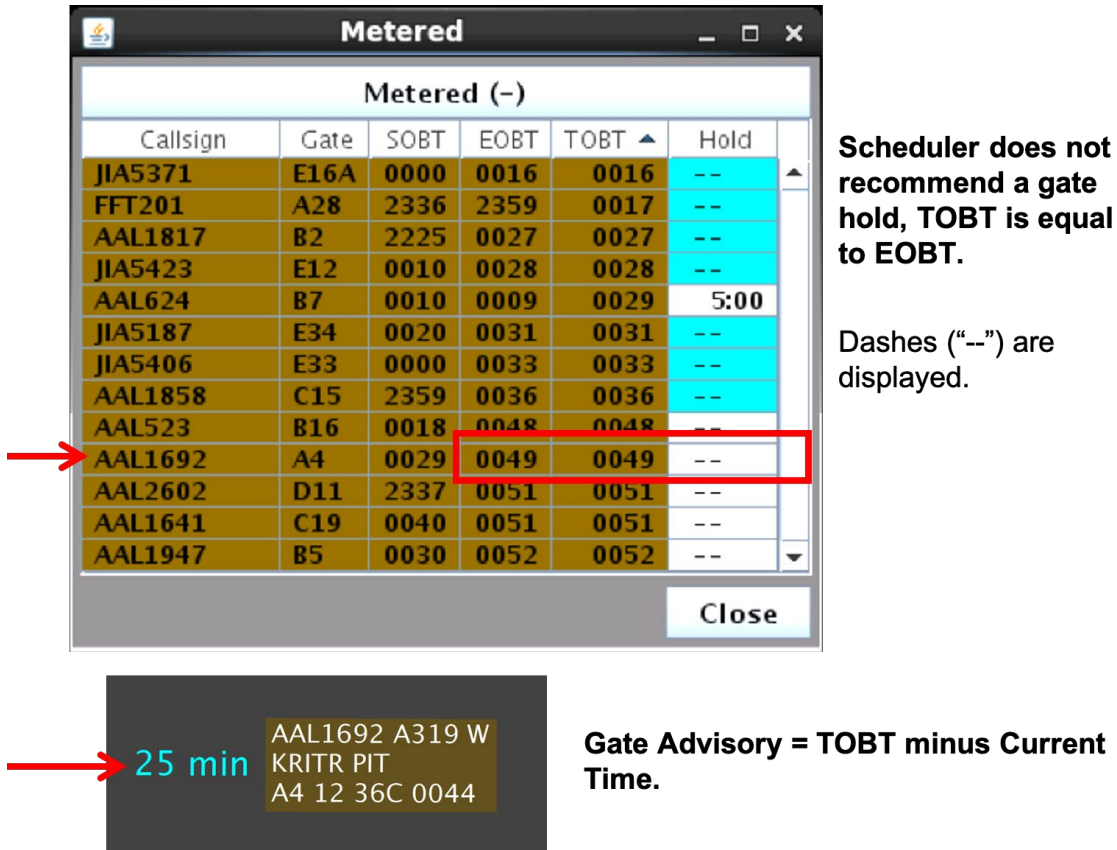 Metered
Metered (-)
Callsign Gate SOBT EOBT TOBT Hold
JIA5371 E16A 0000 0016 0016 --
FFT201 A28 2336 2359 0017 --
AAL1817 B2 2225 0027 0027 --
JIA5423 E12 0010 0028 0028 --
AAL624 B7 0010 0009 0029 5:00
JIA5187 E34 0020 0031 0031 --
JIA5406 E33 0000 0033 0033 --
AAL1858 C15 2359 0036 0036 --
AAL523 B16 0018 0048 0048 --
AAL1692 A4 0029 0049 0049 --
AAL2602 D11 2337 0051 0051 --
AAL1641 C19 0040 0051 0051 --
AAL1947 B5 0030 0052 0052 --
Close
Scheduler does not
recommend a gate
hold, TOBT is equal
to EOBT.
Dashes (“--”) are
displayed.
25 min
AAL1692 A319 W
KRITR PIT
A4 12 36C 0044
Gate Advisory = TOBT minus Current
Time.